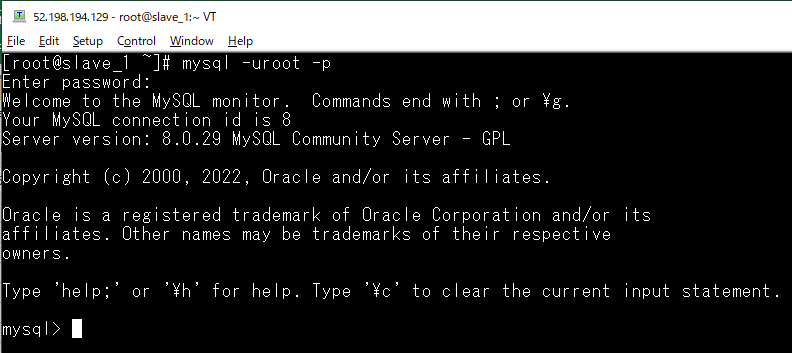 52.198.194.129 - root@slave_1:~ VT
File Edit Setup Control Window Help
[root@slave_1 ~]# mysql -uroot -p
Enter password:
Welcome to the MySQL monitor.  Commands end with ; or ¥g.
Your MySQL connection id is 8
Server version: 8.0.29 MySQL Community Server - GPL
Copyright (c) 2000, 2022, Oracle and/or its affiliates.
Oracle is a registered trademark of Oracle Corporation and/or its
affiliates. Other names may be trademarks of their respective
owners.
Type 'help;' or '¥h' for help. Type '¥c' to clear the current input statement.
mysql>